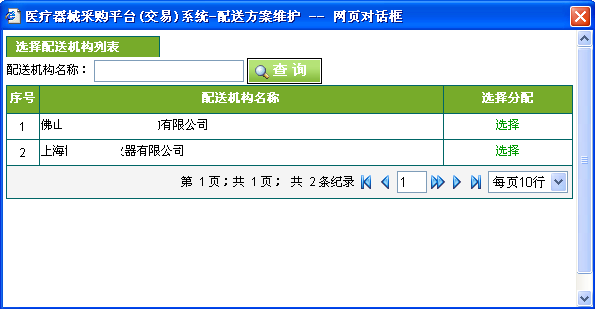 医疗器械采购平台(交易)系统-配送方案维护 -- 网页对话框
选择配送机构列表
配送机构名称： 查 询
序号 配送机构名称 选择分配
1 佛山 有限公司 选择
2 上海 器有限公司 选择
第 1 页；共 1 页； 共 2 条纪录 1 每页10行